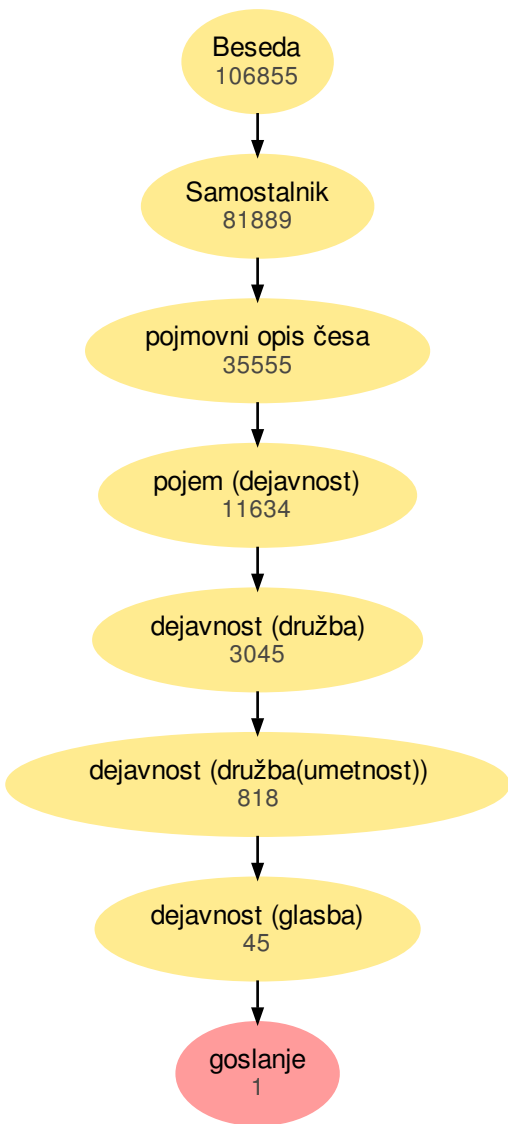 Beseda
106855
Samostalnik
81889
pojmovni opis česa
35555
pojem (dejavnost)
11634
dejavnost (družba)
3045
dejavnost (družba(umetnost))
818
dejavnost (glasba)
45
goslanje
1